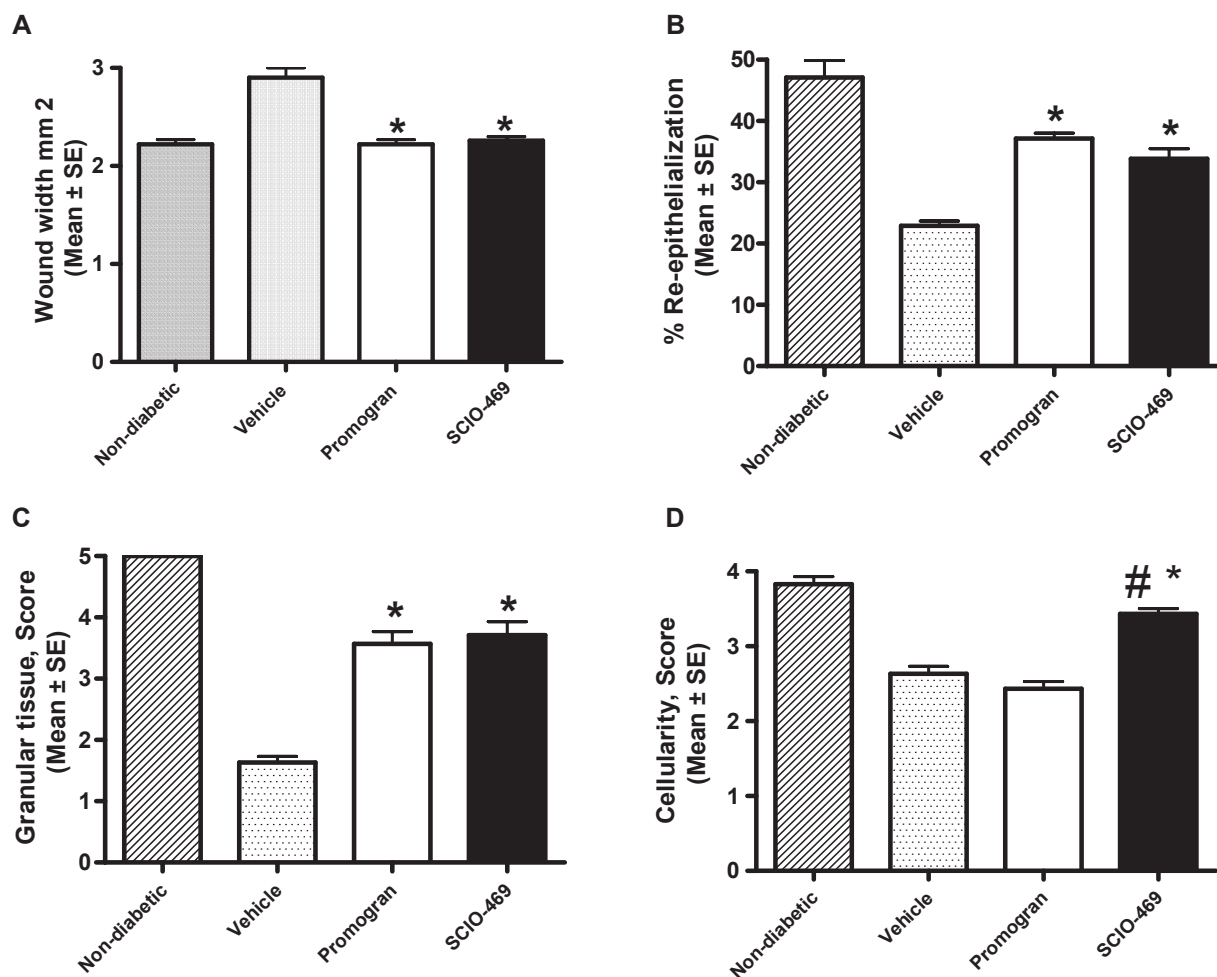 A
Wound width mm 2
(Mean ± SE)
3
2
1
0
*
*
Non-diabetic
Vehicle
Promogran
SCIO-469
B
% Re-epithelialization
(Mean ± SE)
50
40
30
20
10
0
*
*
Non-diabetic
Vehicle
Promogran
SCIO-469
C
Granular tissue, Score
(Mean ± SE)
5
4
3
2
1
0
*
*
Non-diabetic
Vehicle
Promogran
SCIO-469
D
Cellularity, Score
(Mean ± SE)
4
3
2
1
0
# *
Non-diabetic
Vehicle
Promogran
SCIO-469